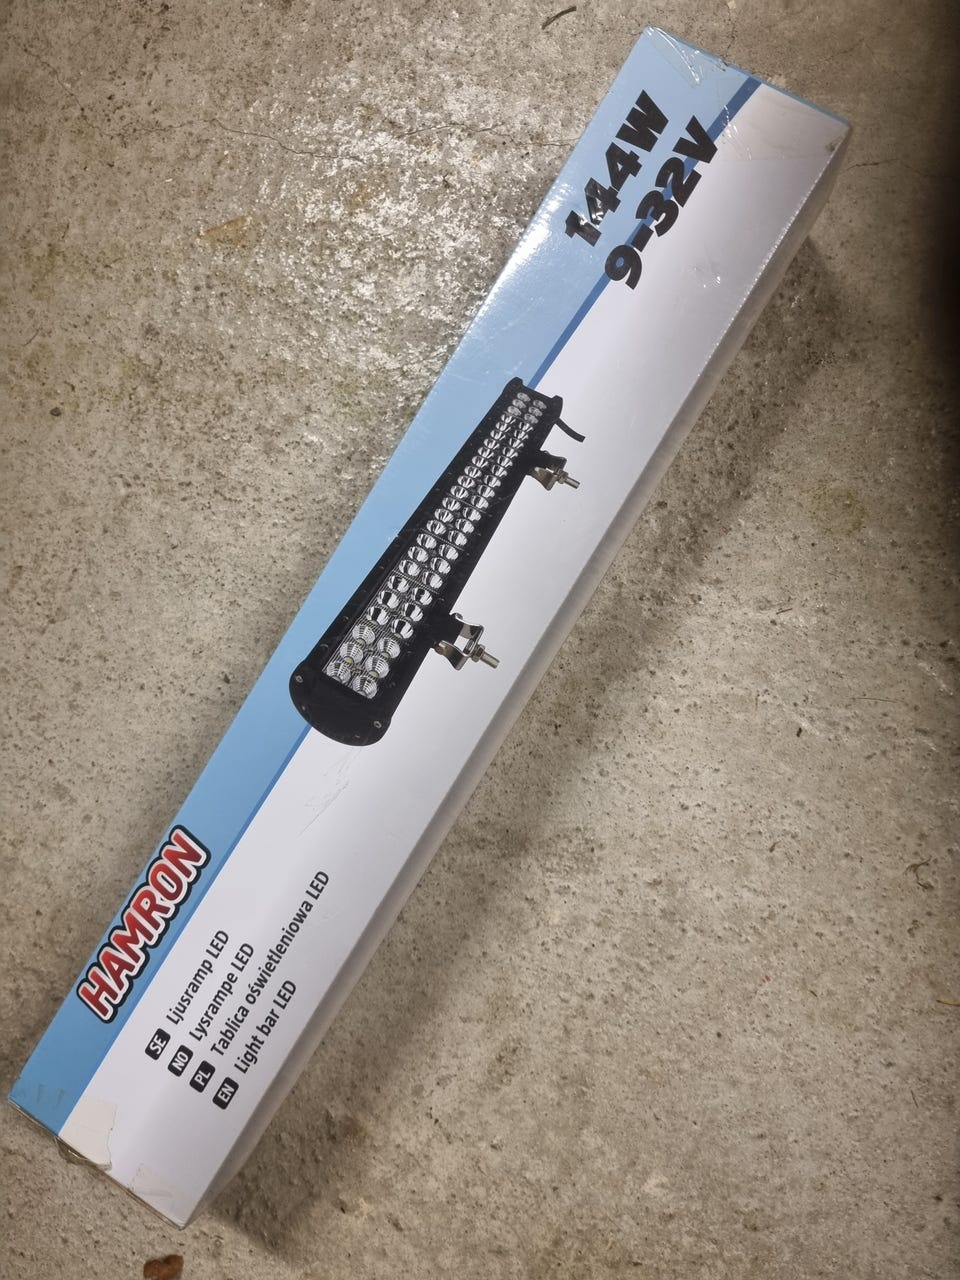 144W
9-32V
HAMRON
SE Ljusramp LED
NO Lysrampe LED
PL Tablica oświetleniowa LED
EN Light bar LED